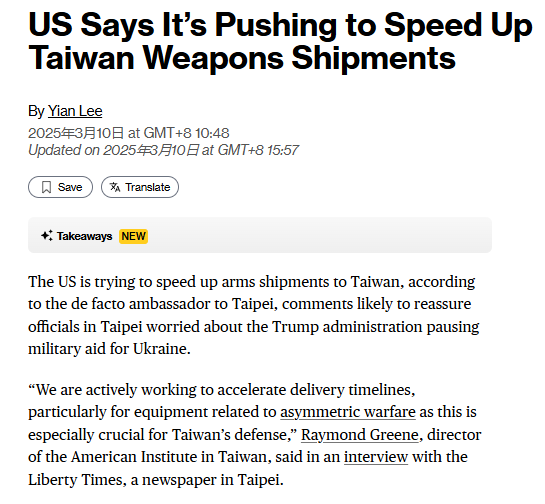 US Says It’s Pushing to Speed Up
Taiwan Weapons Shipments
By Yian Lee
2025年3月10日 at GMT+8 10:48
Updated on 2025年3月10日 at GMT+8 15:57
Save
Translate
Takeaways NEW
The US is trying to speed up arms shipments to Taiwan, according
to the de facto ambassador to Taipei, comments likely to reassure
officials in Taipei worried about the Trump administration pausing
military aid for Ukraine.
“We are actively working to accelerate delivery timelines,
particularly for equipment related to asymmetric warfare as this is
especially crucial for Taiwan’s defense,” Raymond Greene, director
of the American Institute in Taiwan, said in an interview with the
Liberty Times, a newspaper in Taipei.